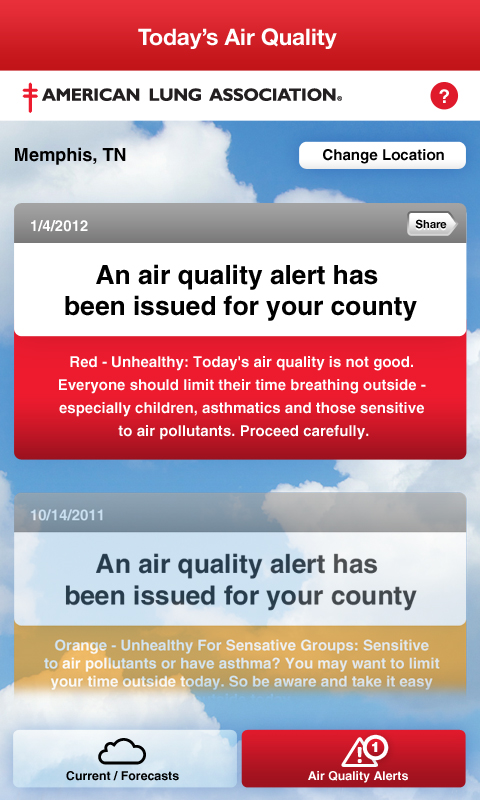 Today's Air Quality
AMERICAN LUNG ASSOCIATION®
?
Memphis, TN
Change Location
1/4/2012
Share
An air quality alert has
been issued for your county
Red - Unhealthy: Today's air quality is not good.
Everyone should limit their time breathing outside -
especially children, asthmatics and those sensitive
to air pollutants. Proceed carefully.
10/14/2011
An air quality alert has
been issued for your county
Orange - Unhealthy For Sensative Groups: Sensitive
to air pollutants or have asthma? You may want to limit
your time outside today. So be aware and take it easy
Current / Forecasts
1
Air Quality Alerts